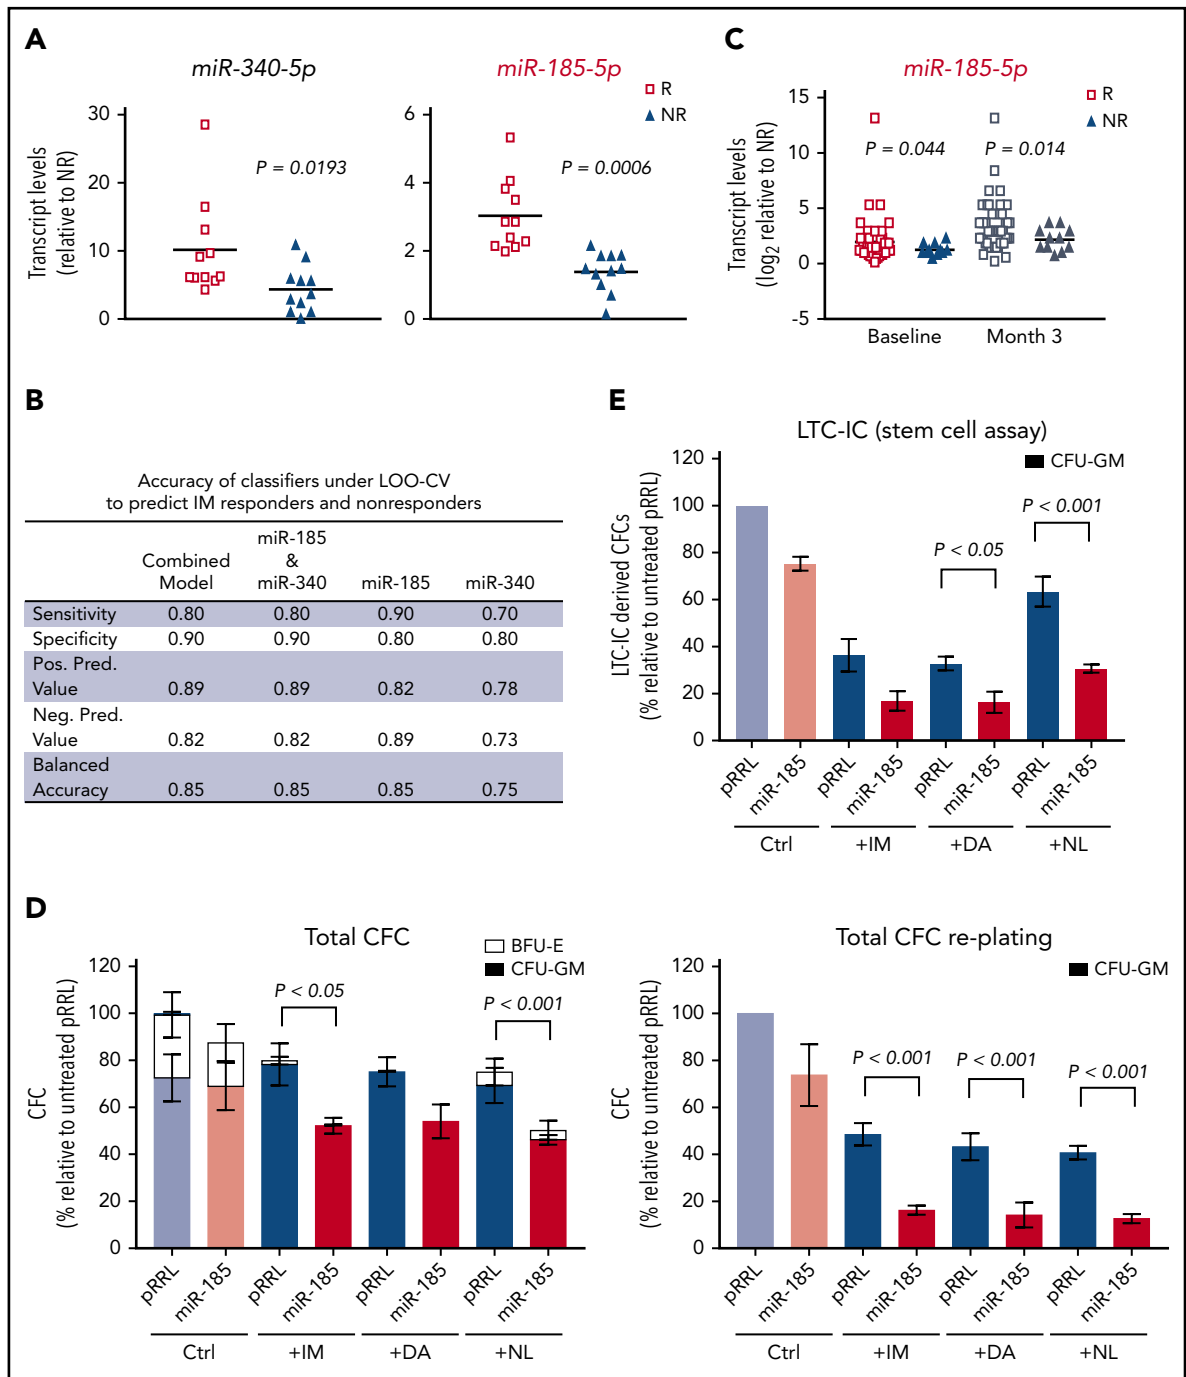 A
miR-340-5p
miR-185-5p
R
NR
Transcript levels
(relative to NR)
30
20
10
0
P = 0.0193
6
4
2
0
P = 0.0006
C
miR-185-5p
R
NR
Transcript levels
(log2 relative to NR)
15
10
5
0
-5
P = 0.044
P = 0.014
Baseline
Month 3
B
Accuracy of classifiers under LOO-CV
to predict IM responders and nonresponders
miR-185
Combined & 
Model miR-340 miR-185 miR-340
Sensitivity 0.80 0.80 0.90 0.70
Specificity 0.90 0.90 0.80 0.80
Pos. Pred.
Value 0.89 0.89 0.82 0.78
Neg. Pred.
Value 0.82 0.82 0.89 0.73
Balanced
Accuracy 0.85 0.85 0.85 0.75
E
LTC-IC (stem cell assay)
CFU-GM
LTC-IC derived CFCs
(% relative to untreated pRRL)
120
100
80
60
40
20
0
P < 0.05
P < 0.001
pRRL miR-185 pRRL miR-185 pRRL miR-185 pRRL miR-185
Ctrl +IM +DA +NL
D
Total CFC
BFU-E
CFU-GM
CFC
(% relative to untreated pRRL)
120
100
80
60
40
20
0
P < 0.05
P < 0.001
pRRL miR-185 pRRL miR-185 pRRL miR-185 pRRL miR-185
Ctrl +IM +DA +NL
Total CFC re-plating
CFU-GM
CFC
(% relative to untreated pRRL)
120
100
80
60
40
20
0
P < 0.001
P < 0.001
P < 0.001
pRRL miR-185 pRRL miR-185 pRRL miR-185 pRRL miR-185
Ctrl +IM +DA +NL